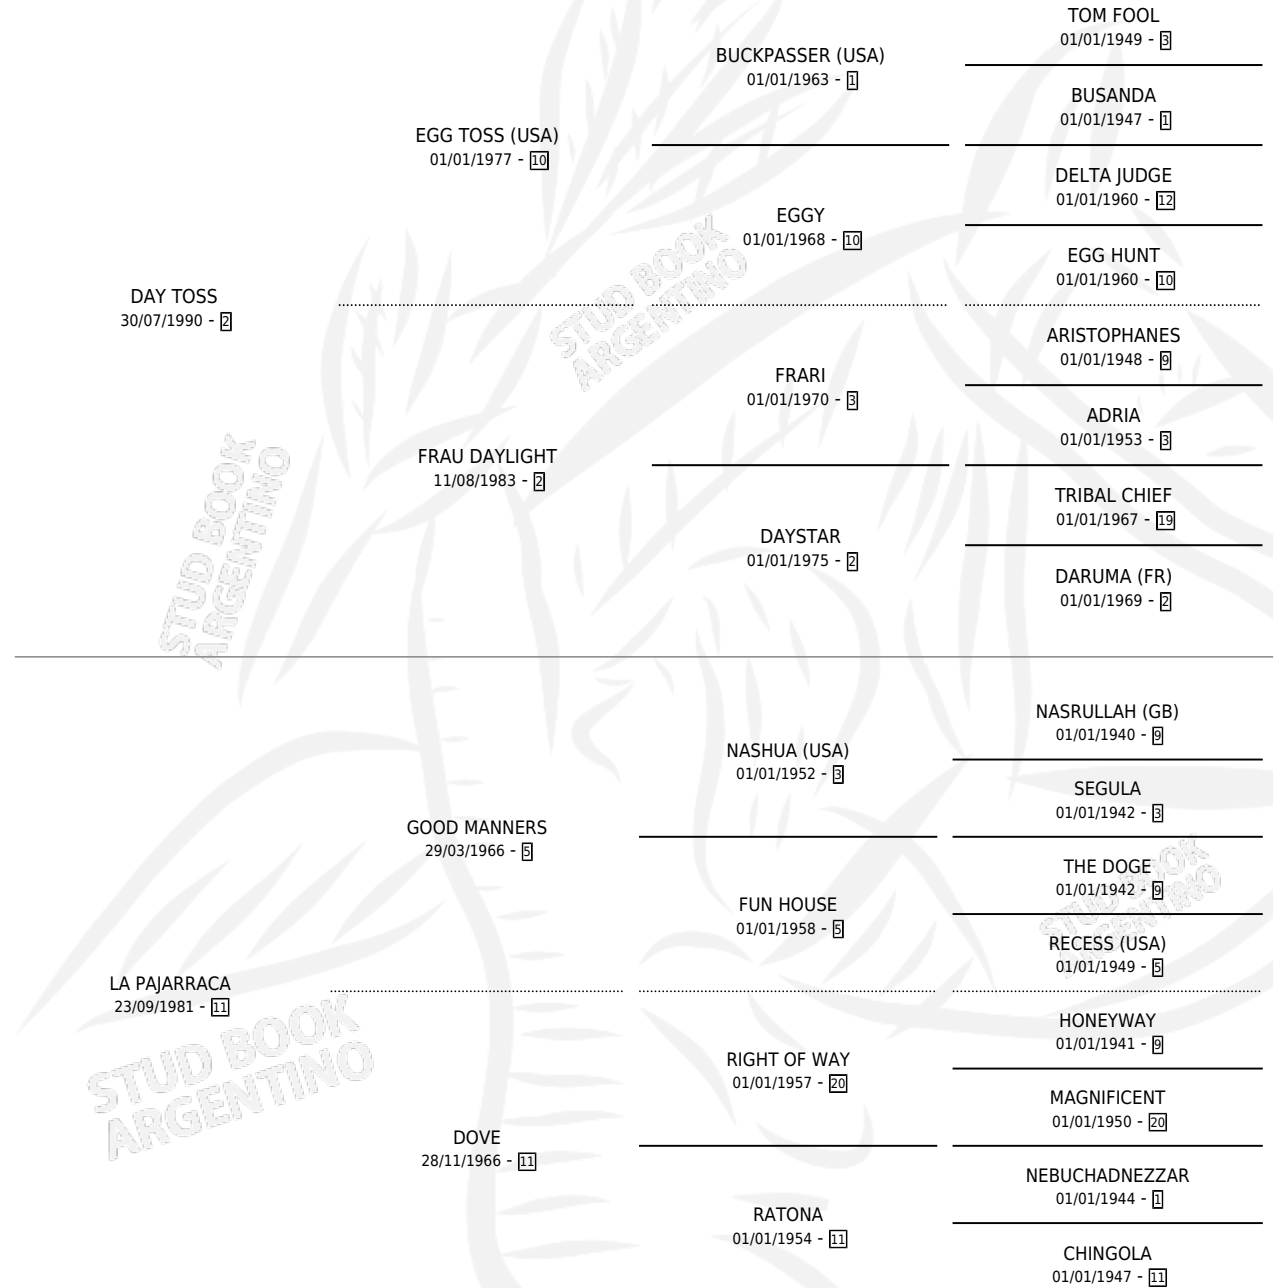 TOM FOOL
01/01/1949 - 3
BUCKPASSER (USA)
01/01/1963 - 1
BUSANDA
01/01/1947 - 1
EGG TOSS (USA)
01/01/1977 - 10
DELTA JUDGE
01/01/1960 - 12
EGGY
01/01/1968 - 10
EGG HUNT
01/01/1960 - 10
DAY TOSS
30/07/1990 - 2
ARISTOPHANES
01/01/1948 - 9
FRARI
01/01/1970 - 3
ADRIA
01/01/1953 - 3
FRAU DAYLIGHT
11/08/1983 - 2
TRIBAL CHIEF
01/01/1967 - 19
DAYSTAR
01/01/1975 - 2
DARUMA (FR)
01/01/1969 - 2
NASRULLAH (GB)
01/01/1940 - 9
NASHUA (USA)
01/01/1952 - 3
SEGULA
01/01/1942 - 3
GOOD MANNERS
29/03/1966 - 5
THE DOGE
01/01/1942 - 9
FUN HOUSE
01/01/1958 - 5
RECESS (USA)
01/01/1949 - 5
LA PAJARRACA
23/09/1981 - 11
HONEYWAY
01/01/1941 - 9
RIGHT OF WAY
01/01/1957 - 20
MAGNIFICENT
01/01/1950 - 20
DOVE
28/11/1966 - 11
NEBUCHADNEZZAR
01/01/1944 - 1
RATONA
01/01/1954 - 11
CHINGOLA
01/01/1947 - 11
STUD BOOK
ARGENTINO
STUD BOOK
ARGENTINO
STUD BOOK
ARGENTINO
STUD BOOK
ARGENTINO